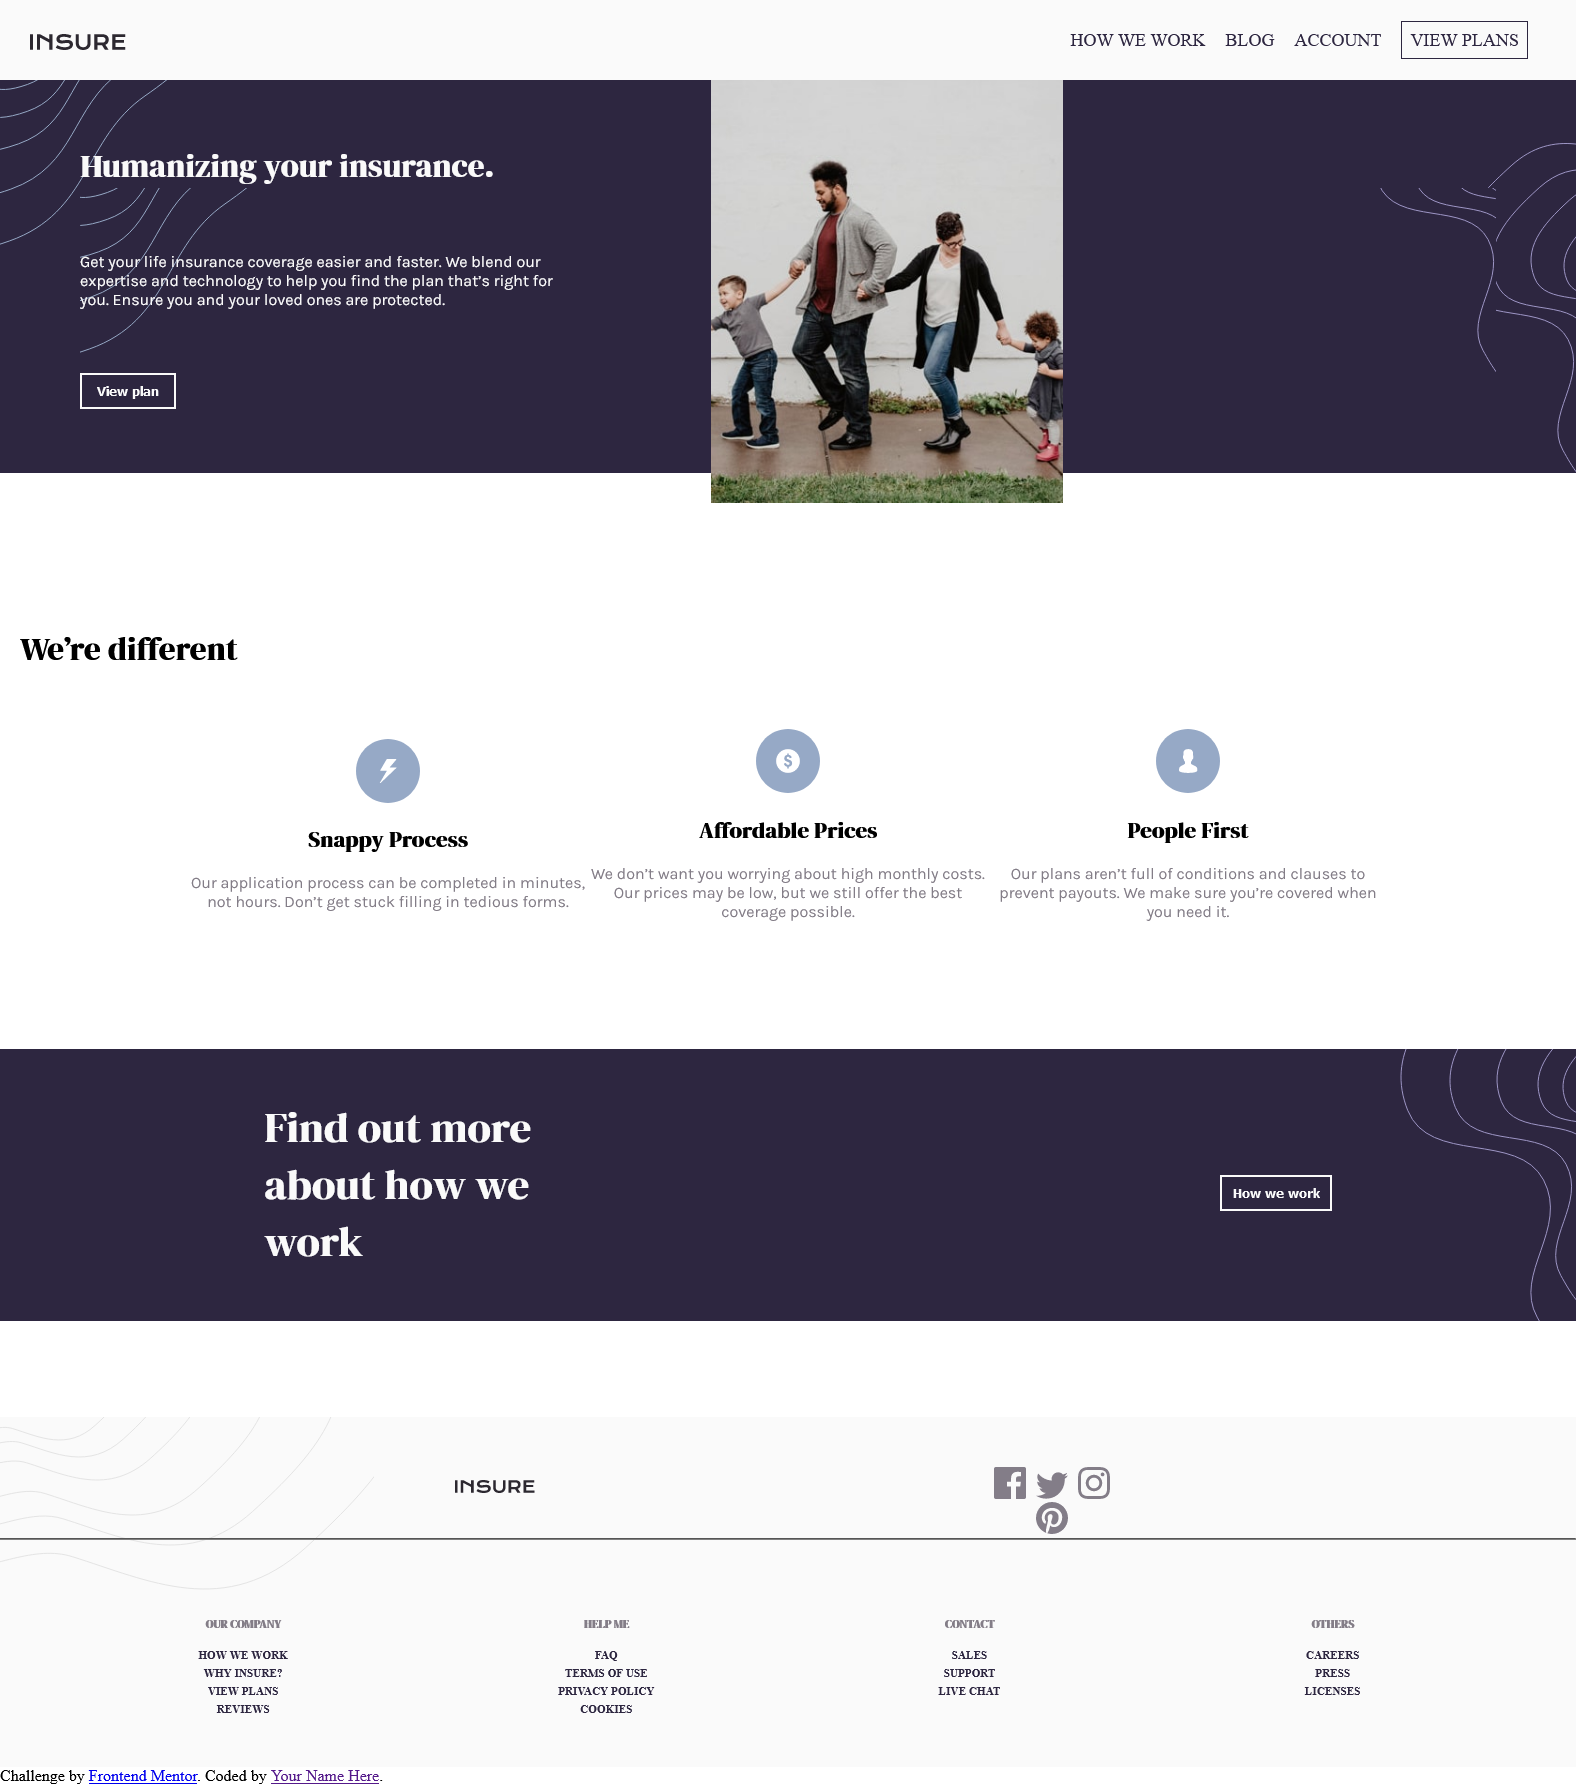 INSURE
HOW WE WORK BLOG ACCOUNT VIEW PLANS
Humanizing your insurance.
Get your life insurance coverage easier and faster. We blend our
expertise and technology to help you find the plan that’s right for
you. Ensure you and your loved ones are protected.
View plan
We’re different
Snappy Process
Our application process can be completed in minutes,
not hours. Don’t get stuck filling in tedious forms.
Affordable Prices
We don’t want you worrying about high monthly costs.
Our prices may be low, but we still offer the best
coverage possible.
People First
Our plans aren’t full of conditions and clauses to
prevent payouts. We make sure you’re covered when
you need it.
Find out more
about how we
work
How we work
INSURE
OUR COMPANY
HOW WE WORK
WHY INSURE?
VIEW PLANS
REVIEWS
HELP ME
FAQ
TERMS OF USE
PRIVACY POLICY
COOKIES
CONTACT
SALES
SUPPORT
LIVE CHAT
OTHERS
CAREERS
PRESS
LICENSES
Challenge by Frontend Mentor. Coded by Your Name Here.